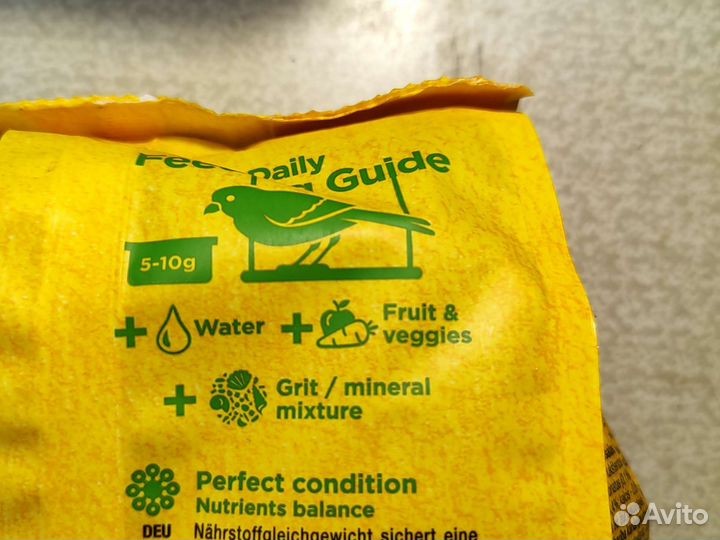 Daily
Guide
5-10g
+ Water + Fruit & veggies
+ Grit / mineral mixture
Perfect condition
Nutrients balance
DEU Nährstoffgleichgewicht sichert eine
Avito